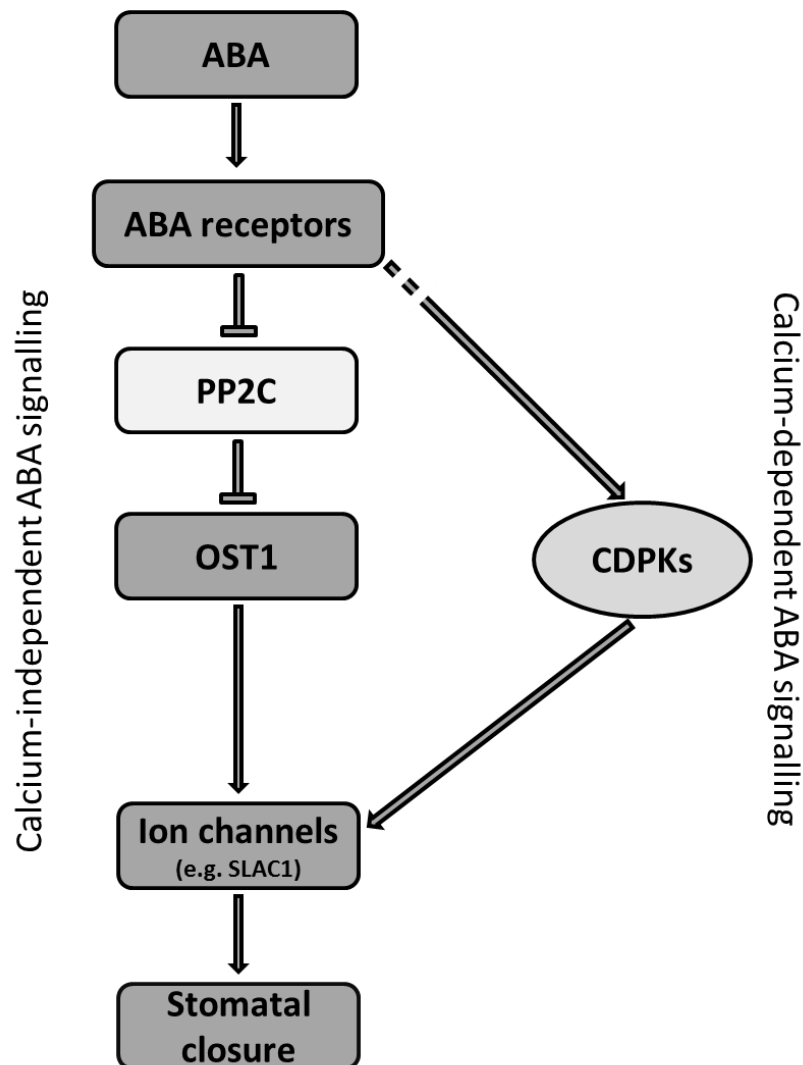 ABA
ABA receptors
Calcium-independent ABA signalling
Calcium-dependent ABA signalling
PP2C
OST1
CDPKs
Ion channels
(e.g. SLAC1)
Stomatal
closure